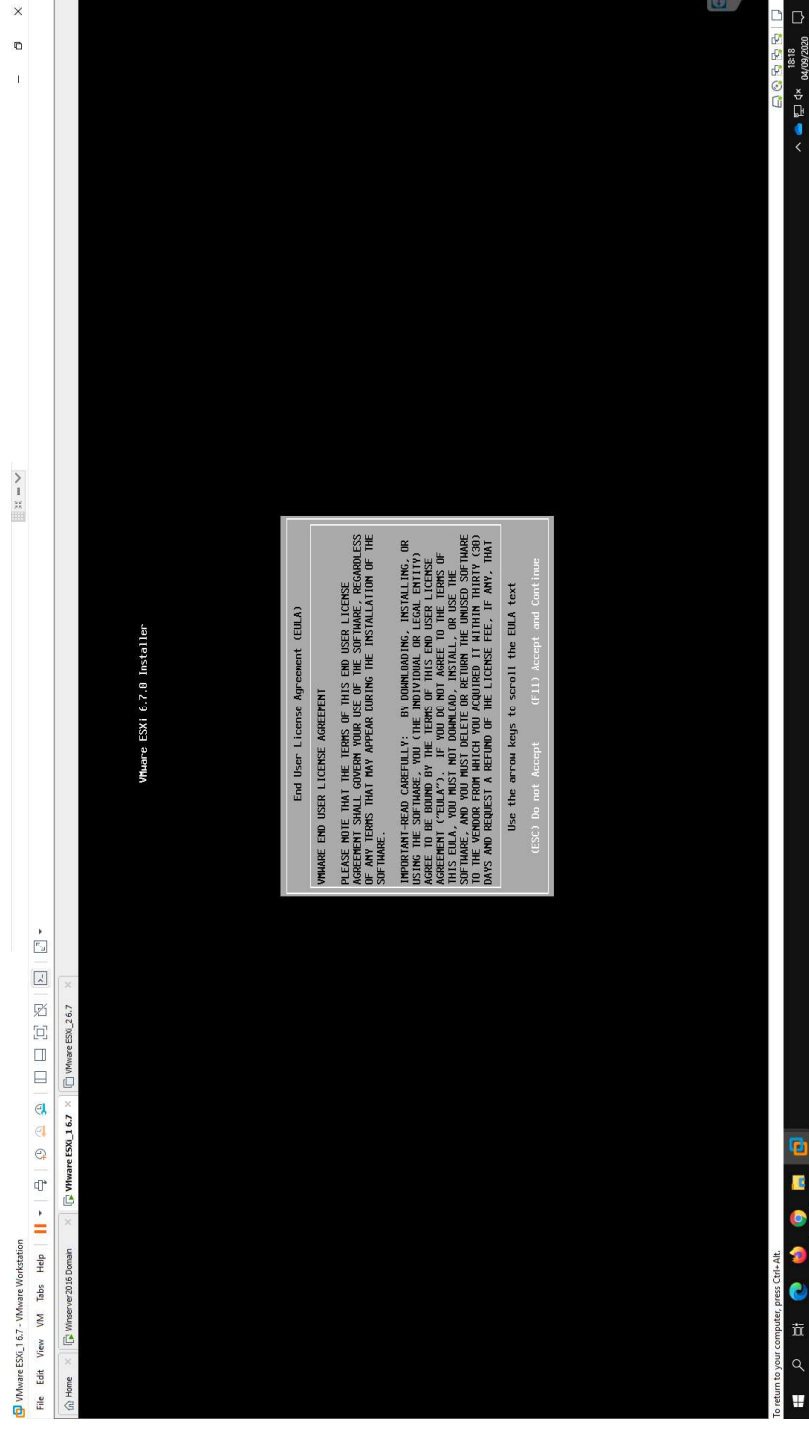 VMware ESXi_1 6.7 - VMware Workstation
File Edit View VM Tabs Help
Home
Winserver2016 Domain
VMware ESXi_1 6.7
VMware ESXi_2 6.7
VMware ESXi 6.7.0 Installer
End User License Agreement (EULA)
VMWARE END USER LICENSE AGREEMENT
PLEASE NOTE THAT THE TERMS OF THIS END USER LICENSE
AGREEMENT SHALL GOVERN YOUR USE OF THE SOFTWARE, REGARDLESS
OF ANY TERMS THAT MAY APPEAR DURING THE INSTALLATION OF THE
SOFTWARE.
IMPORTANT-READ CAREFULLY: BY DOWNLOADING, INSTALLING, OR
USING THE SOFTWARE, YOU (THE INDIVIDUAL OR LEGAL ENTITY)
AGREE TO BE BOUND BY THE TERMS OF THIS END USER LICENSE
AGREEMENT ("EULA"). IF YOU DO NOT AGREE TO THE TERMS OF
THIS EULA, YOU MUST NOT DOWNLOAD, INSTALL, OR USE THE
SOFTWARE, AND YOU MUST DELETE OR RETURN THE UNUSED SOFTWARE
TO THE VENDOR FROM WHICH YOU ACQUIRED IT WITHIN THIRTY (30)
DAYS AND REQUEST A REFUND OF THE LICENSE FEE, IF ANY, THAT
Use the arrow keys to scroll the EULA text
(ESC) Do not Accept (F11) Accept and Continue
To return to your computer, press Ctrl+Alt.
18:18
04/09/2020